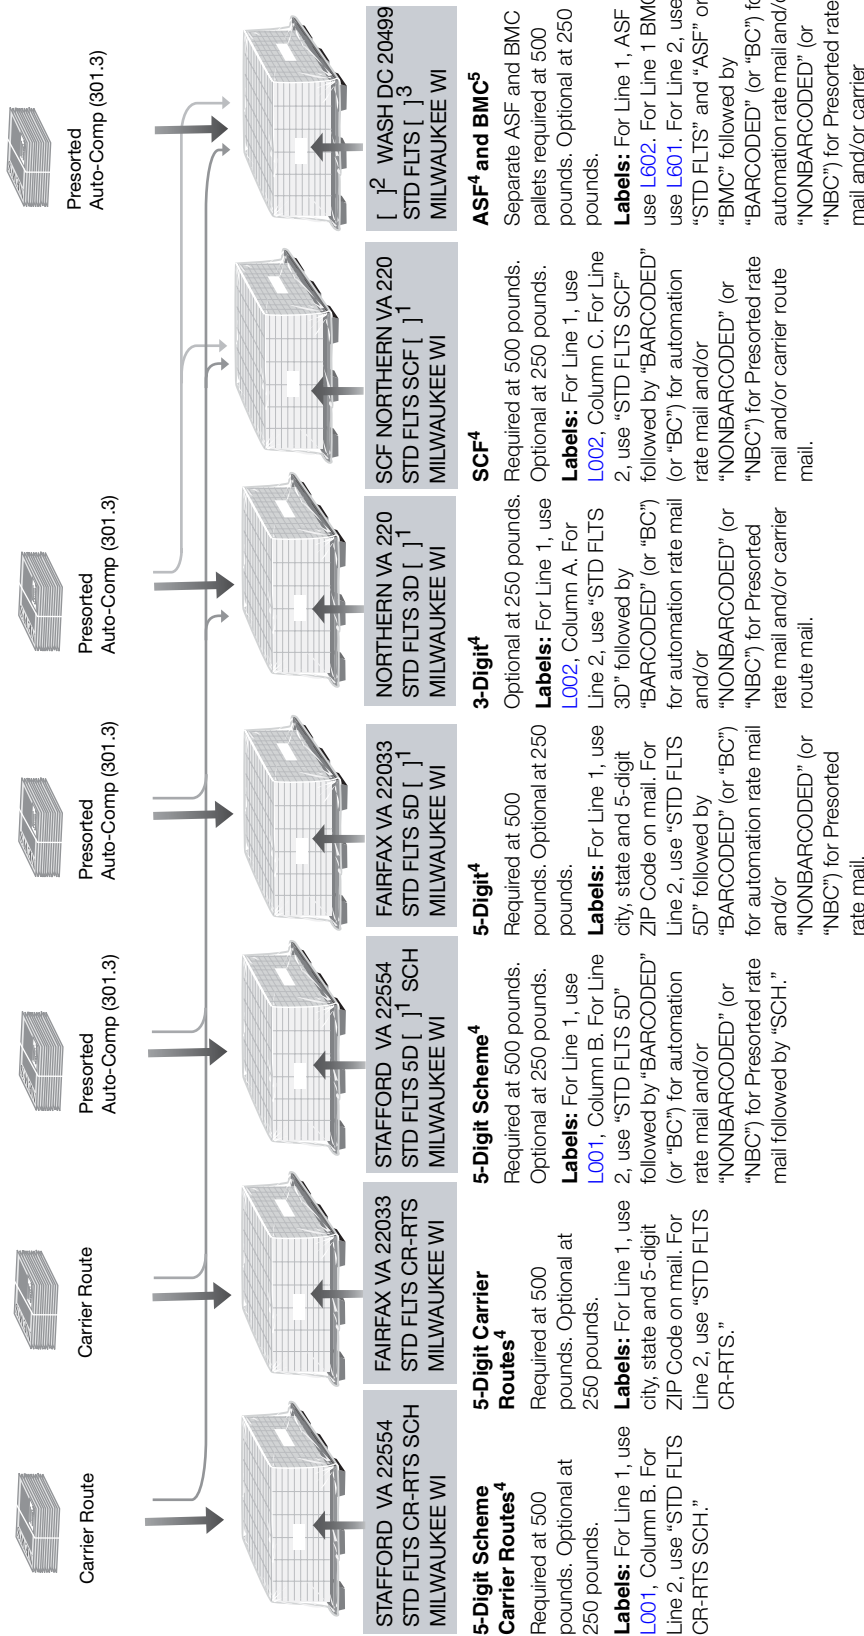 Carrier Route
Carrier Route
Presorted
Auto-Comp (301.3)
Presorted
Auto-Comp (301.3)
Presorted
Auto-Comp (301.3)
Presorted
Auto-Comp (301.3)
STAFFORD VA 22554
STD FLTS CR-RTS SCH
MILWAUKEE WI
FAIRFAX VA 22033
STD FLTS CR-RTS
MILWAUKEE WI
STAFFORD VA 22554
STD FLTS 5D [ ]1 SCH
MILWAUKEE WI
FAIRFAX VA 22033
STD FLTS 5D [ ]1
MILWAUKEE WI
NORTHERN VA 220
STD FLTS 3D [ ]1
MILWAUKEE WI
SCF NORTHERN VA 220
STD FLTS SCF [ ]1
MILWAUKEE WI
[ ]2 WASH DC 20499
STD FLTS [ ]3
MILWAUKEE WI
5-Digit Scheme
Carrier Routes4
Required at 500
pounds. Optional at
250 pounds.
Labels: For Line 1, use
L001, Column B. For
Line 2, use “STD FLTS
CR-RTS SCH.”
5-Digit Carrier
Routes4
Required at 500
pounds. Optional at
250 pounds.
Labels: For Line 1, use
city, state and 5-digit
ZIP Code on mail. For
Line 2, use “STD FLTS
CR-RTS.”
5-Digit Scheme4
Required at 500 pounds.
Optional at 250 pounds.
Labels: For Line 1, use
L001, Column B. For Line
2, use “STD FLTS 5D”
followed by “BARCODED”
(or “BC”) for automation
rate mail and/or
“NONBARCODED” (or
“NBC”) for Presorted rate
mail followed by “SCH.”
5-Digit4
Required at 500
pounds. Optional at 250
pounds.
Labels: For Line 1, use
city, state and 5-digit
ZIP Code on mail. For
Line 2, use “STD FLTS
5D” followed by
“BARCODED” (or “BC”)
for automation rate mail
and/or
“NONBARCODED” (or
“NBC”) for Presorted
rate mail.
3-Digit4
Optional at 250 pounds.
Labels: For Line 1, use
L002, Column A. For
Line 2, use “STD FLTS
3D” followed by
“BARCODED” (or “BC”)
for automation rate mail
and/or
“NONBARCODED” (or
“NBC”) for Presorted
rate mail and/or carrier
route mail.
SCF4
Required at 500 pounds.
Optional at 250 pounds.
Labels: For Line 1, use
L002, Column C. For Line
2, use “STD FLTS SCF”
followed by “BARCODED”
(or “BC”) for automation
rate mail and/or
“NONBARCODED” (or
“NBC”) for Presorted rate
mail and/or carrier route
mail.
ASF4 and BMC5
Separate ASF and BMC
pallets required at 500
pounds. Optional at 250
pounds.
Labels: For Line 1, ASF
use L602. For Line 1 BMC
use L601. For Line 2, use
“STD FLTS” and “ASF” or
“BMC” followed by
“BARCODED” (or “BC”) fo
automation rate mail and/o
“NONBARCODED” (or
“NBC”) for Presorted rate
mail and/or carrier